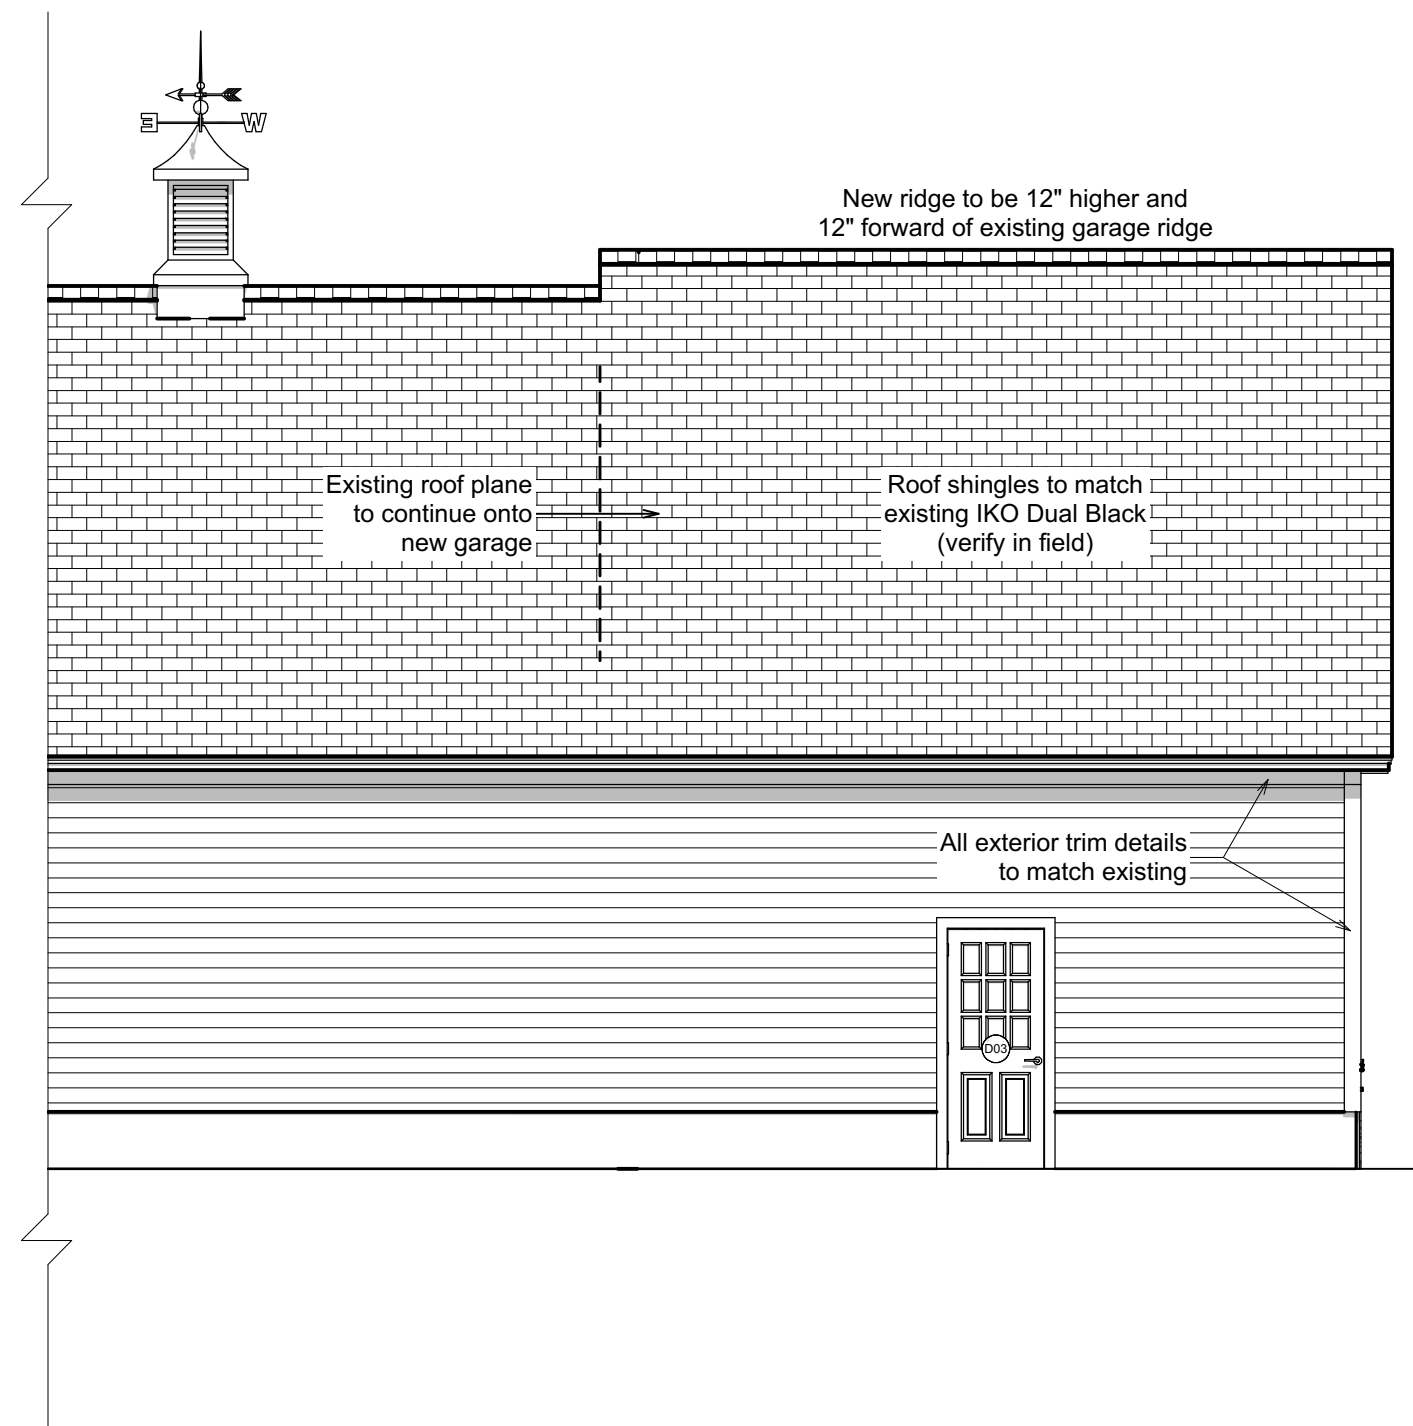 E W
New ridge to be 12" higher and
12" forward of existing garage ridge
Existing roof plane
to continue onto
new garage
Roof shingles to match
existing IKO Dual Black
(verify in field)
All exterior trim details
to match existing
D03